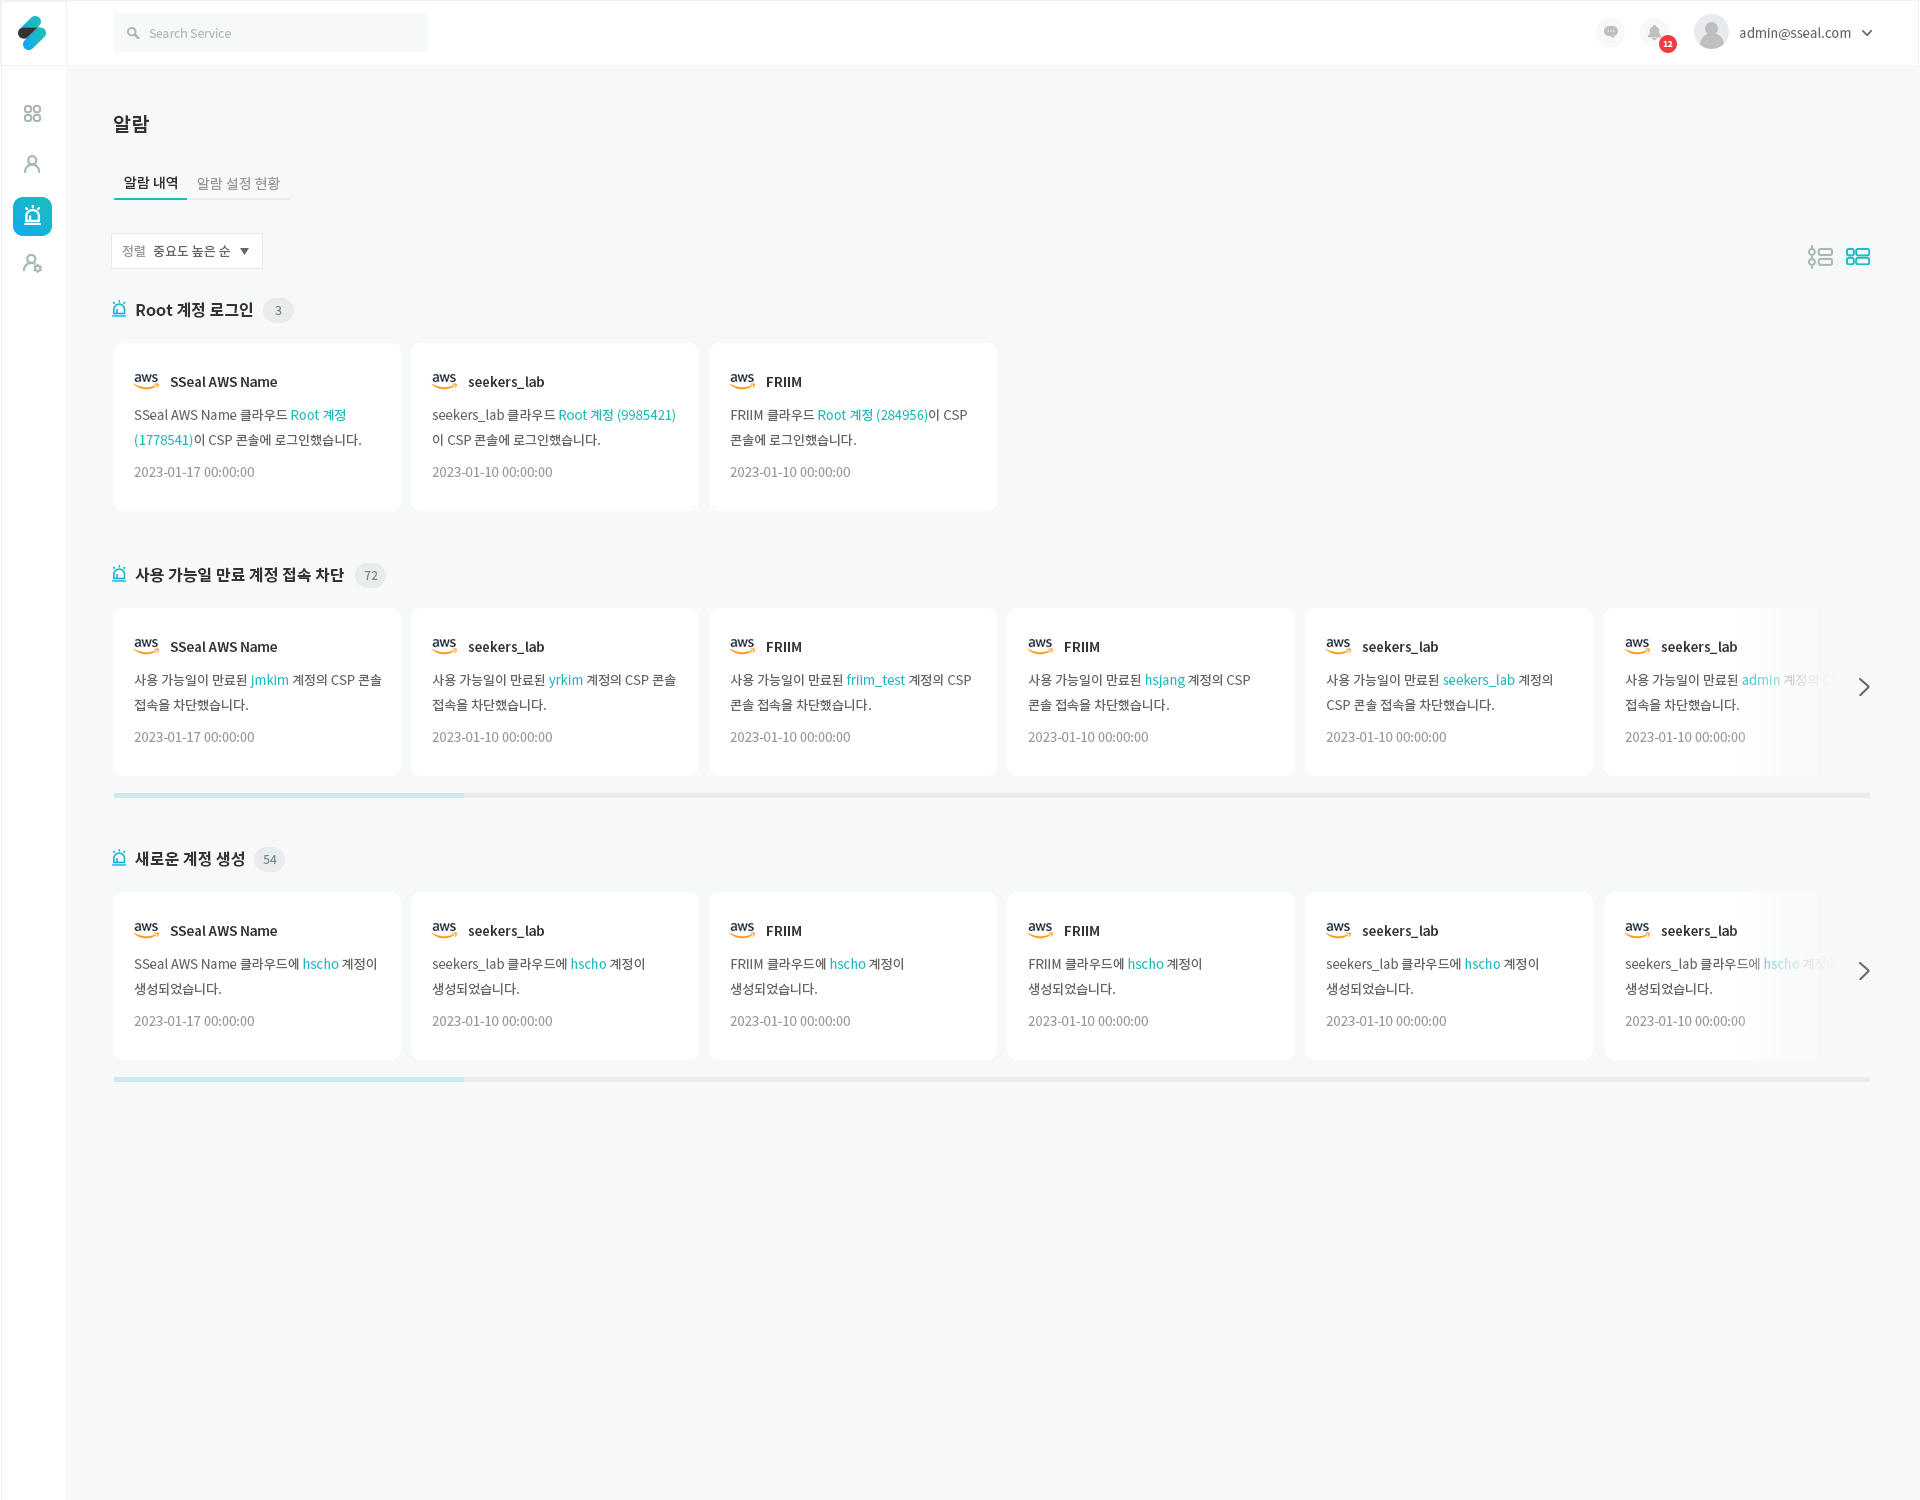 Search Service
12
admin@sseal.com
알람
알람 내역 알람 설정 현황
정렬 중요도 높은 순
Root 계정 로그인 3
aws SSeal AWS Name
SSeal AWS Name 클라우드 Root 계정
(1778541)이 CSP 콘솔에 로그인했습니다.
2023-01-17 00:00:00
aws seekers_lab
seekers_lab 클라우드 Root 계정 (9985421)
이 CSP 콘솔에 로그인했습니다.
2023-01-10 00:00:00
aws FRIIM
FRIIM 클라우드 Root 계정 (284956)이 CSP
콘솔에 로그인했습니다.
2023-01-10 00:00:00
사용 가능일 만료 계정 접속 차단 72
aws SSeal AWS Name
사용 가능일이 만료된 jmkim 계정의 CSP 콘솔
접속을 차단했습니다.
2023-01-17 00:00:00
aws seekers_lab
사용 가능일이 만료된 yrkim 계정의 CSP 콘솔
접속을 차단했습니다.
2023-01-10 00:00:00
aws FRIIM
사용 가능일이 만료된 friim_test 계정의 CSP
콘솔 접속을 차단했습니다.
2023-01-10 00:00:00
aws FRIIM
사용 가능일이 만료된 hsjang 계정의 CSP
콘솔 접속을 차단했습니다.
2023-01-10 00:00:00
aws seekers_lab
사용 가능일이 만료된 seekers_lab 계정의
CSP 콘솔 접속을 차단했습니다.
2023-01-10 00:00:00
aws seekers_lab
사용 가능일이 만료된 admin 계정의
접속을 차단했습니다.
2023-01-10 00:00:00
새로운 계정 생성 54
aws SSeal AWS Name
SSeal AWS Name 클라우드에 hscho 계정이
생성되었습니다.
2023-01-17 00:00:00
aws seekers_lab
seekers_lab 클라우드에 hscho 계정이
생성되었습니다.
2023-01-10 00:00:00
aws FRIIM
FRIIM 클라우드에 hscho 계정이
생성되었습니다.
2023-01-10 00:00:00
aws FRIIM
FRIIM 클라우드에 hscho 계정이
생성되었습니다.
2023-01-10 00:00:00
aws seekers_lab
seekers_lab 클라우드에 hscho 계정이
생성되었습니다.
2023-01-10 00:00:00
aws seekers_lab
seekers_lab 클라우드에 hscho 계정이
생성되었습니다.
2023-01-10 00:00:00